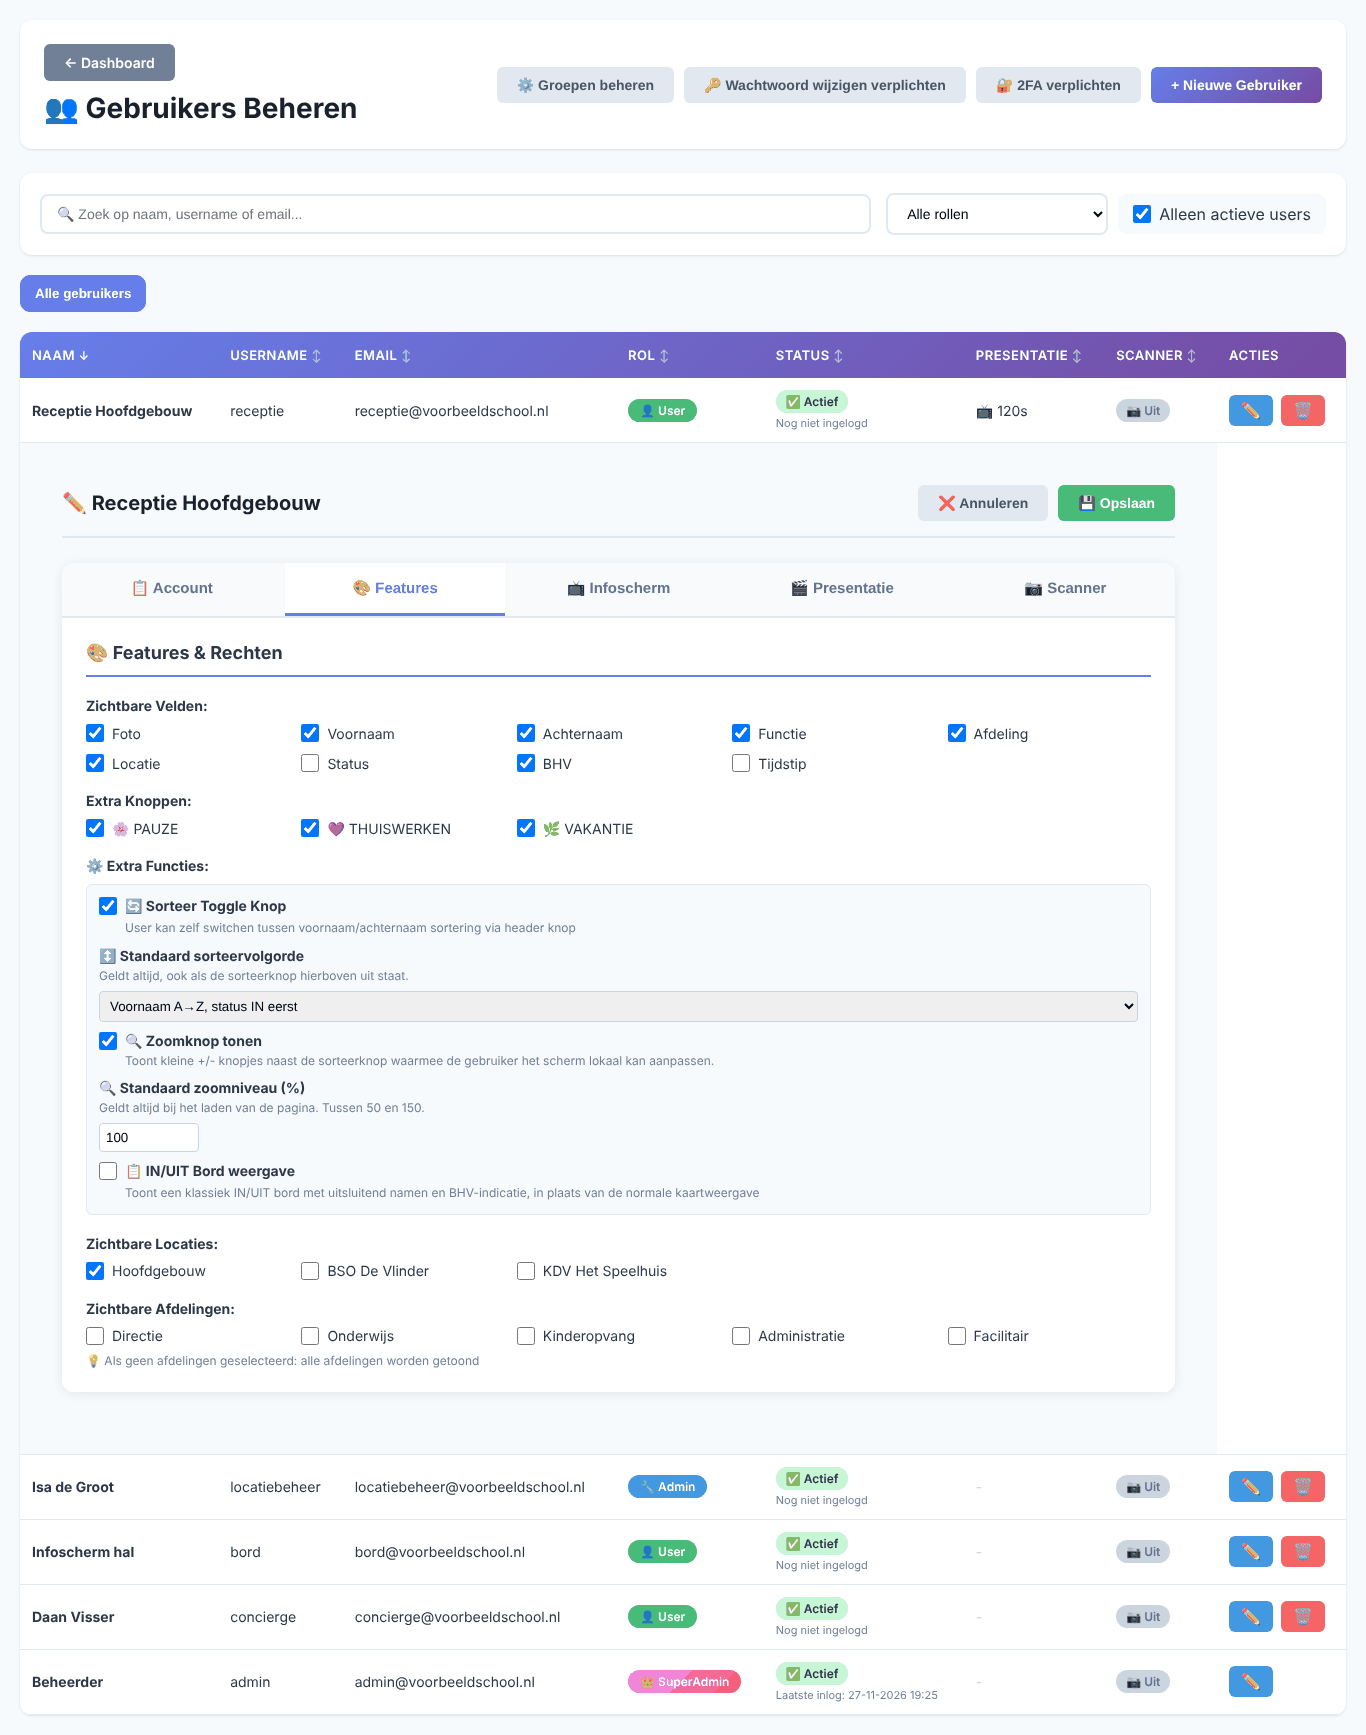 ← Dashboard
👥 Gebruikers Beheren
⚙️ Groepen beheren
🔑 Wachtwoord wijzigen verplichten
🔐 2FA verplichten
+ Nieuwe Gebruiker
🔍 Zoek op naam, username of email...
Alle rollen
Alleen actieve users
Alle gebruikers
NAAM ↓ USERNAME ↕ EMAIL ↕ ROL ↕ STATUS ↕ PRESENTATIE ↕ SCANNER ↕ ACTIES
Receptie Hoofdgebouw receptie receptie@voorbeeldschool.nl 👤 User ✅ Actief 📺 120s 📷 Uit ✏️ 🗑️
Nog niet ingelogd
✏️ Receptie Hoofdgebouw
❌ Annuleren
💾 Opslaan
📋 Account
🎨 Features
📺 Infoscherm
🎬 Presentatie
📷 Scanner
🎨 Features & Rechten
Zichtbare Velden:
Foto Voornaam Achternaam Functie Afdeling
Locatie Status BHV Tijdstip
Extra Knoppen:
🌸 PAUZE 💜 THUISWERKEN 🌿 VAKANTIE
⚙️ Extra Functies:
🔄 Sorteer Toggle Knop
User kan zelf switchen tussen voornaam/achternaam sortering via header knop
↕️ Standaard sorteervolgorde
Geldt altijd, ook als de sorteerknop hierboven uit staat.
Voornaam A→Z, status IN eerst
🔍 Zoomknop tonen
Toont kleine +/- knopjes naast de sorteerknop waarmee de gebruiker het scherm lokaal kan aanpassen.
🔍 Standaard zoomniveau (%)
Geldt altijd bij het laden van de pagina. Tussen 50 en 150.
100
📋 IN/UIT Bord weergave
Toont een klassiek IN/UIT bord met uitsluitend namen en BHV-indicatie, in plaats van de normale kaartweergave
Zichtbare Locaties:
Hoofdgebouw BSO De Vlinder KDV Het Speelhuis
Zichtbare Afdelingen:
Directie Onderwijs Kinderopvang Administratie Facilitair
💡 Als geen afdelingen geselecteerd: alle afdelingen worden getoond
Isa de Groot locatiebeheer locatiebeheer@voorbeeldschool.nl 🔧 Admin ✅ Actief - 📷 Uit ✏️ 🗑️
Nog niet ingelogd
Infoscherm hal bord bord@voorbeeldschool.nl 👤 User ✅ Actief - 📷 Uit ✏️ 🗑️
Nog niet ingelogd
Daan Visser concierge concierge@voorbeeldschool.nl 👤 User ✅ Actief - 📷 Uit ✏️ 🗑️
Nog niet ingelogd
Beheerder admin admin@voorbeeldschool.nl 👑 SuperAdmin ✅ Actief - 📷 Uit ✏️
Laatste inlog: 27-11-2026 19:25